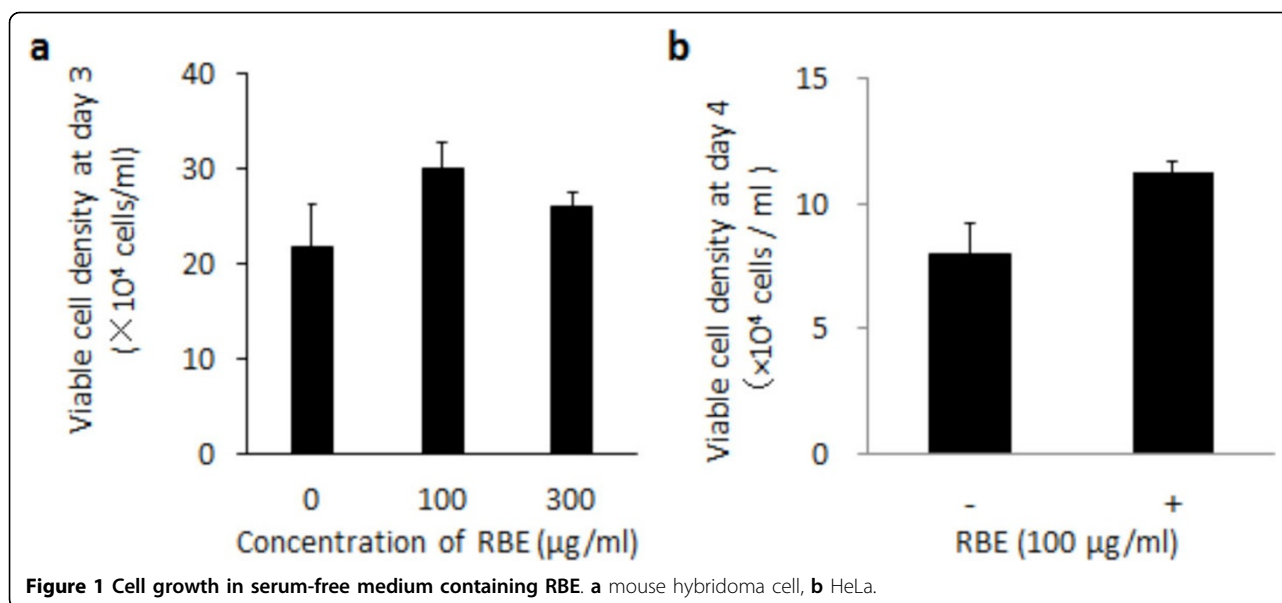 a
Viable cell density at day 3
(×10⁴ cells/ml)
40
30
20
10
0
0 100 300
Concentration of RBE (µg/ml)
b
Viable cell density at day 4
(×10⁴ cells / ml )
15
10
5
0
- +
RBE (100 µg/ml)
Figure 1 Cell growth in serum-free medium containing RBE. a mouse hybridoma cell, b HeLa.